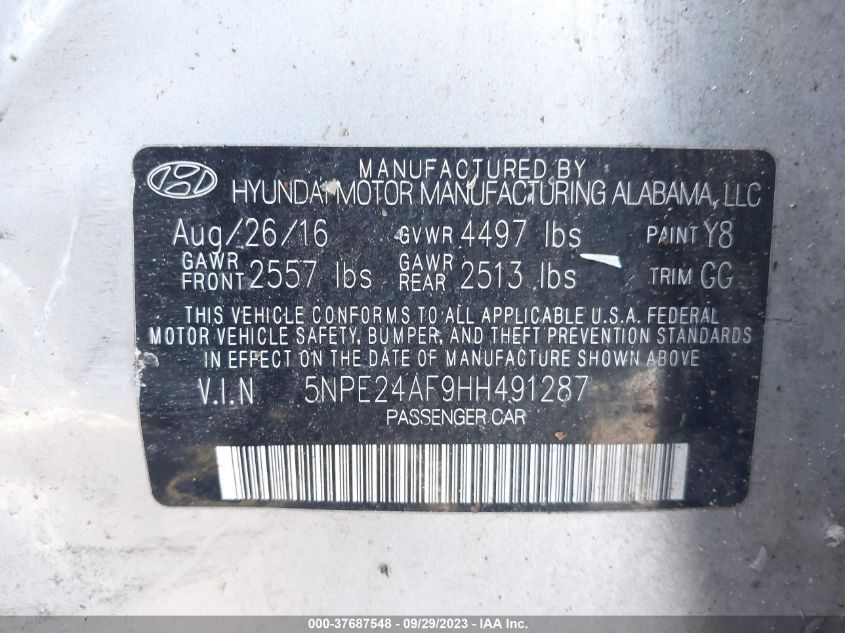 MANUFACTURED BY
HYUNDAI MOTOR MANUFACTURING ALABAMA, LLC
Aug/26/16 GVWR 4497 lbs PAINT Y8
GAWR FRONT 2557 lbs GAWR REAR 2513 lbs TRIM GG
THIS VEHICLE CONFORMS TO ALL APPLICABLE U.S.A. FEDERAL
MOTOR VEHICLE SAFETY, BUMPER, AND THEFT PREVENTION STANDARDS
IN EFFECT ON THE DATE OF MANUFACTURE SHOWN ABOVE
V.I.N 5NPE24AF9HH491287
PASSENGER CAR
000-37687548 - 09/29/2023 - IAA Inc.